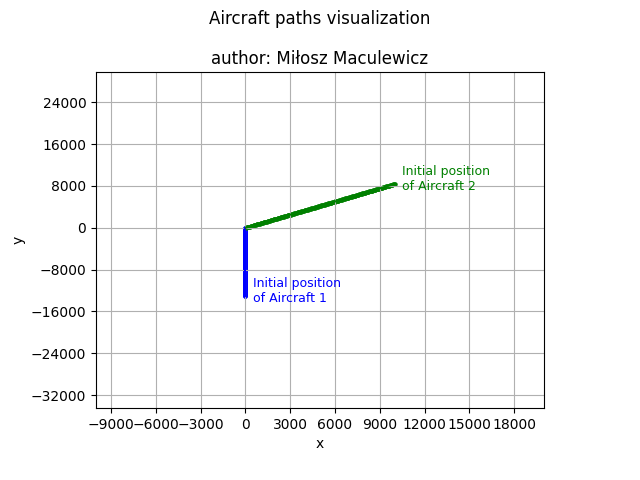 Aircraft paths visualization
author: Miłosz Maculewicz
24000
16000
8000
0
−8000
−16000
−24000
−32000
y
Initial position
of Aircraft 2
Initial position
of Aircraft 1
−9000 −6000 −3000 0 3000 6000 9000 12000 15000 18000
x